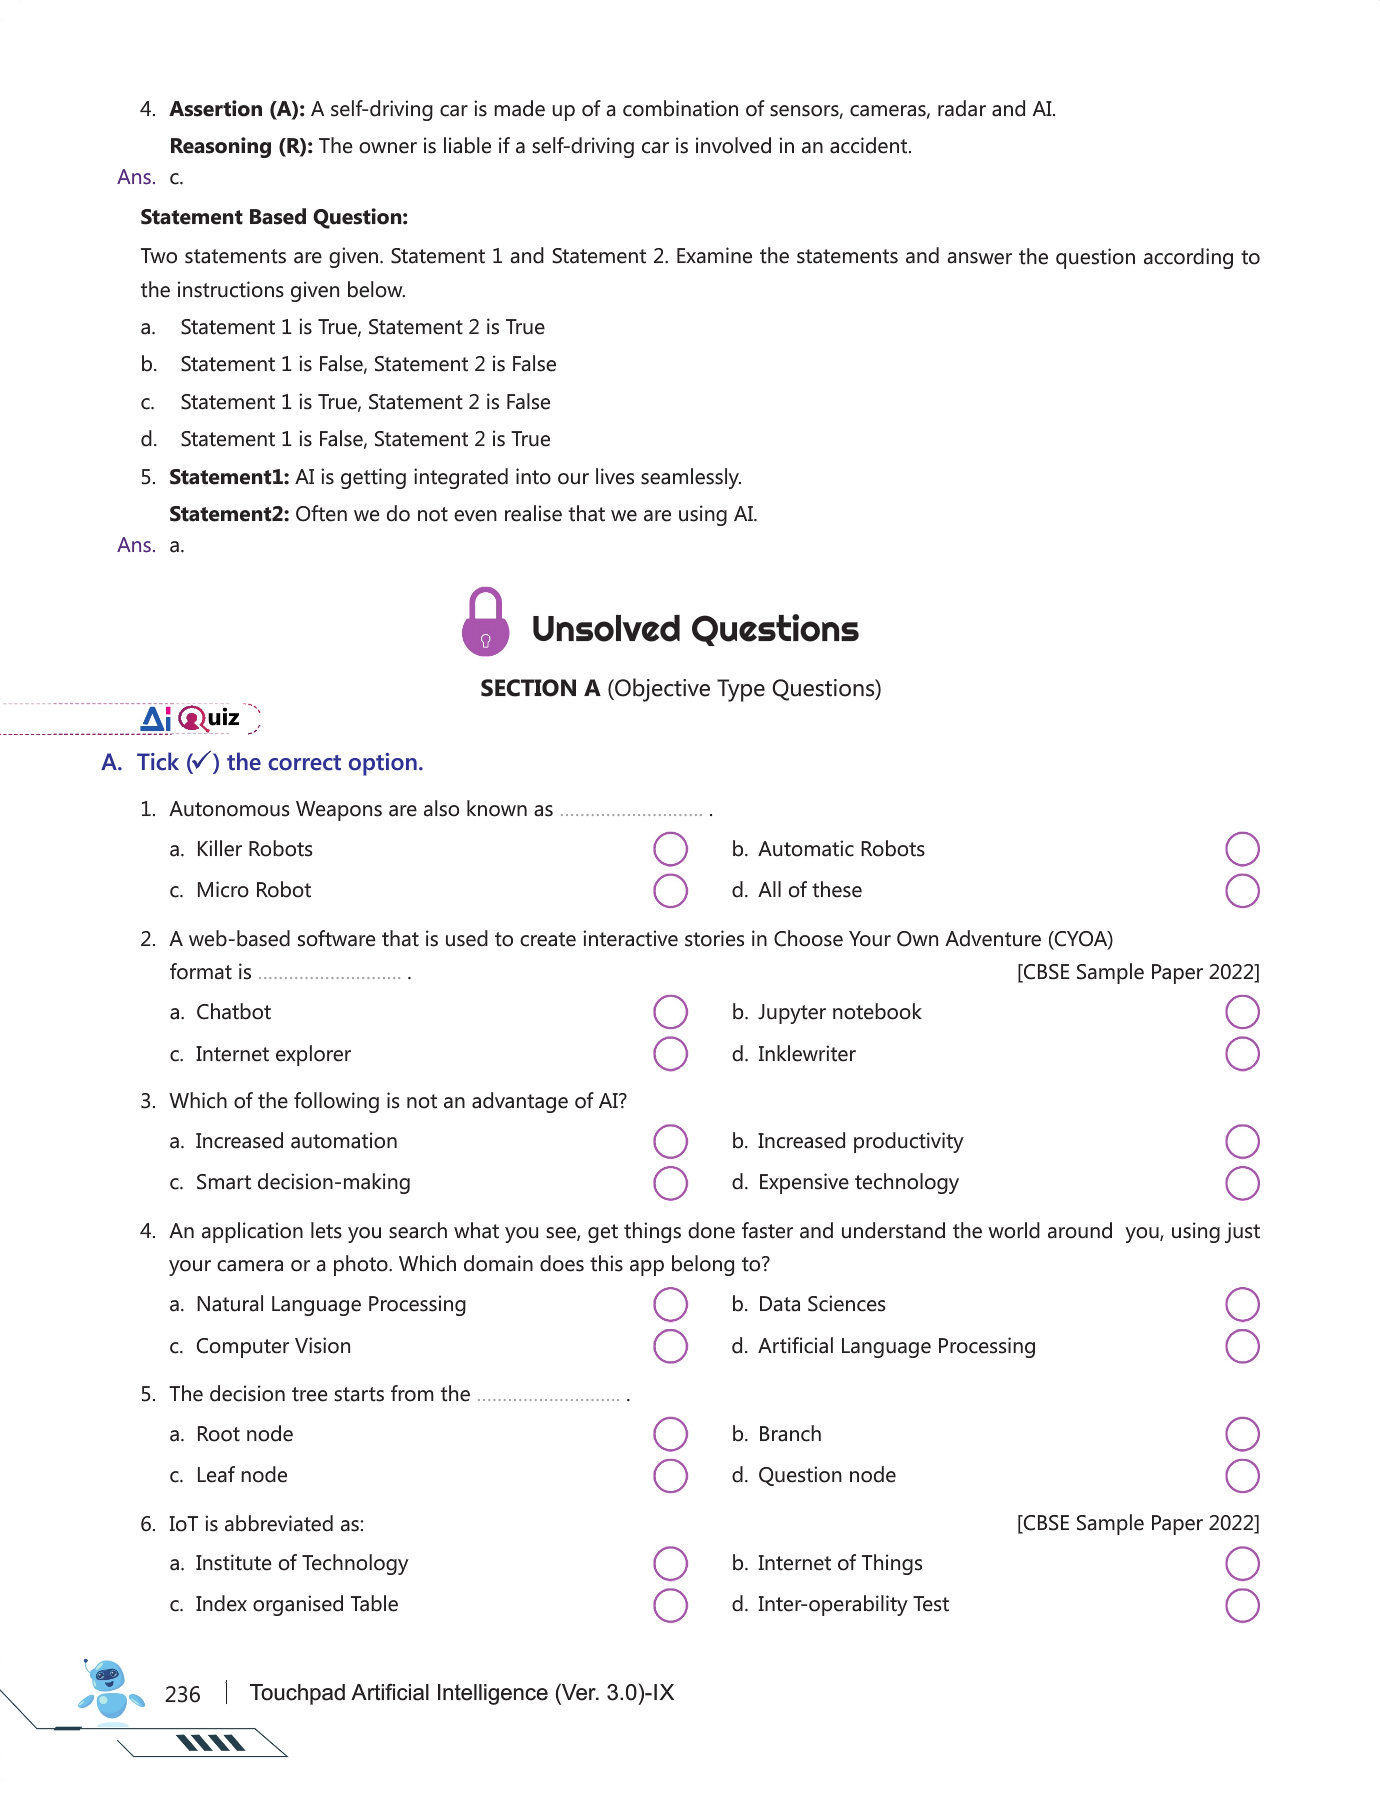 4. Assertion (A): A self-driving car is made up of a combination of sensors, cameras, radar and AI.
Reasoning (R): The owner is liable if a self-driving car is involved in an accident.
Ans. c.
Statement Based Question:
Two statements are given. Statement 1 and Statement 2. Examine the statements and answer the question according to
the instructions given below.
a. Statement 1 is True, Statement 2 is True
b. Statement 1 is False, Statement 2 is False
c. Statement 1 is True, Statement 2 is False
d. Statement 1 is False, Statement 2 is True
5. Statement1: AI is getting integrated into our lives seamlessly.
Statement2: Often we do not even realise that we are using AI.
Ans. a.
Unsolved Questions
SECTION A (Objective Type Questions)
Ai Quiz
A. Tick (✓) the correct option.
1. Autonomous Weapons are also known as ............................ .
a. Killer Robots b. Automatic Robots
c. Micro Robot d. All of these
2. A web-based software that is used to create interactive stories in Choose Your Own Adventure (CYOA)
format is ............................ . [CBSE Sample Paper 2022]
a. Chatbot b. Jupyter notebook
c. Internet explorer d. Inklewriter
3. Which of the following is not an advantage of AI?
a. Increased automation b. Increased productivity
c. Smart decision-making d. Expensive technology
4. An application lets you search what you see, get things done faster and understand the world around you, using just
your camera or a photo. Which domain does this app belong to?
a. Natural Language Processing b. Data Sciences
c. Computer Vision d. Artificial Language Processing
5. The decision tree starts from the ............................ .
a. Root node b. Branch
c. Leaf node d. Question node
6. IoT is abbreviated as: [CBSE Sample Paper 2022]
a. Institute of Technology b. Internet of Things
c. Index organised Table d. Inter-operability Test
236 | Touchpad Artificial Intelligence (Ver. 3.0)-IX